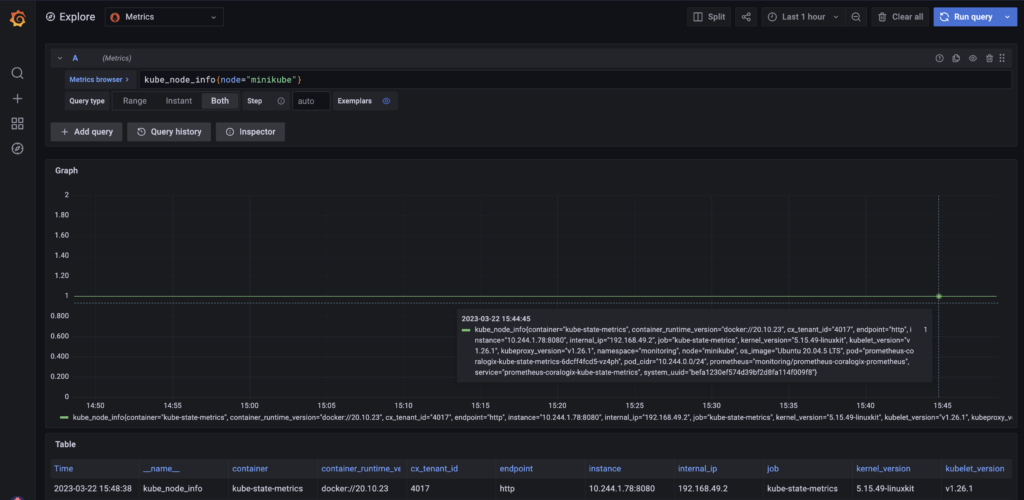 Explore
Metrics
Split
Last 1 hour
Clear all
Run query
A (Metrics)
Metrics browser >
kube_node_info{node="minikube"}
Query type Range Instant Both Step auto Exemplars
+ Add query Query history Inspector
Graph
2
1.80
1.60
1.40
1.20
1
0.800
0.600
0.400
0.200
0
2023-03-22 15:44:45
kube_node_info{container="kube-state-metrics", container_runtime_version="docker://20.10.23", cx_tenant_id="4017", endpoint="http", i 1
nstance="10.244.1.78:8080", internal_ip="192.168.49.2", job="kube-state-metrics", kernel_version="5.15.49-linuxkit", kubelet_version="v
1.26.1", kubeproxy_version="v1.26.1", namespace="monitoring", node="minikube", os_image="Ubuntu 20.04.5 LTS", pod="prometheus-co
ralogix-kube-state-metrics-6dcff4fcd5-vz4ph", pod_cidr="10.244.0.0/24", prometheus="monitoring/prometheus-coralogix-prometheus",
service="prometheus-coralogix-kube-state-metrics", system_uuid="befa1230ef574d39bf2d8fa114f009f8"}
14:50 14:55 15:00 15:05 15:10 15:15 15:20 15:25 15:30 15:35 15:40 15:45
kube_node_info{container="kube-state-metrics", container_runtime_version="docker://20.10.23", cx_tenant_id="4017", endpoint="http", instance="10.244.1.78:8080", internal_ip="192.168.49.2", job="kube-state-metrics", kernel_version="5.15.49-linuxkit", kubelet_version="v1.26.1", kubeproxy_v
Table
Time __name__ container container_runtime_ve cx_tenant_id endpoint instance internal_ip job kernel_version kubelet_version
2023-03-22 15:48:38 kube_node_info kube-state-metrics docker://20.10.23 4017 http 10.244.1.78:8080 192.168.49.2 kube-state-metrics 5.15.49-linuxkit v1.26.1